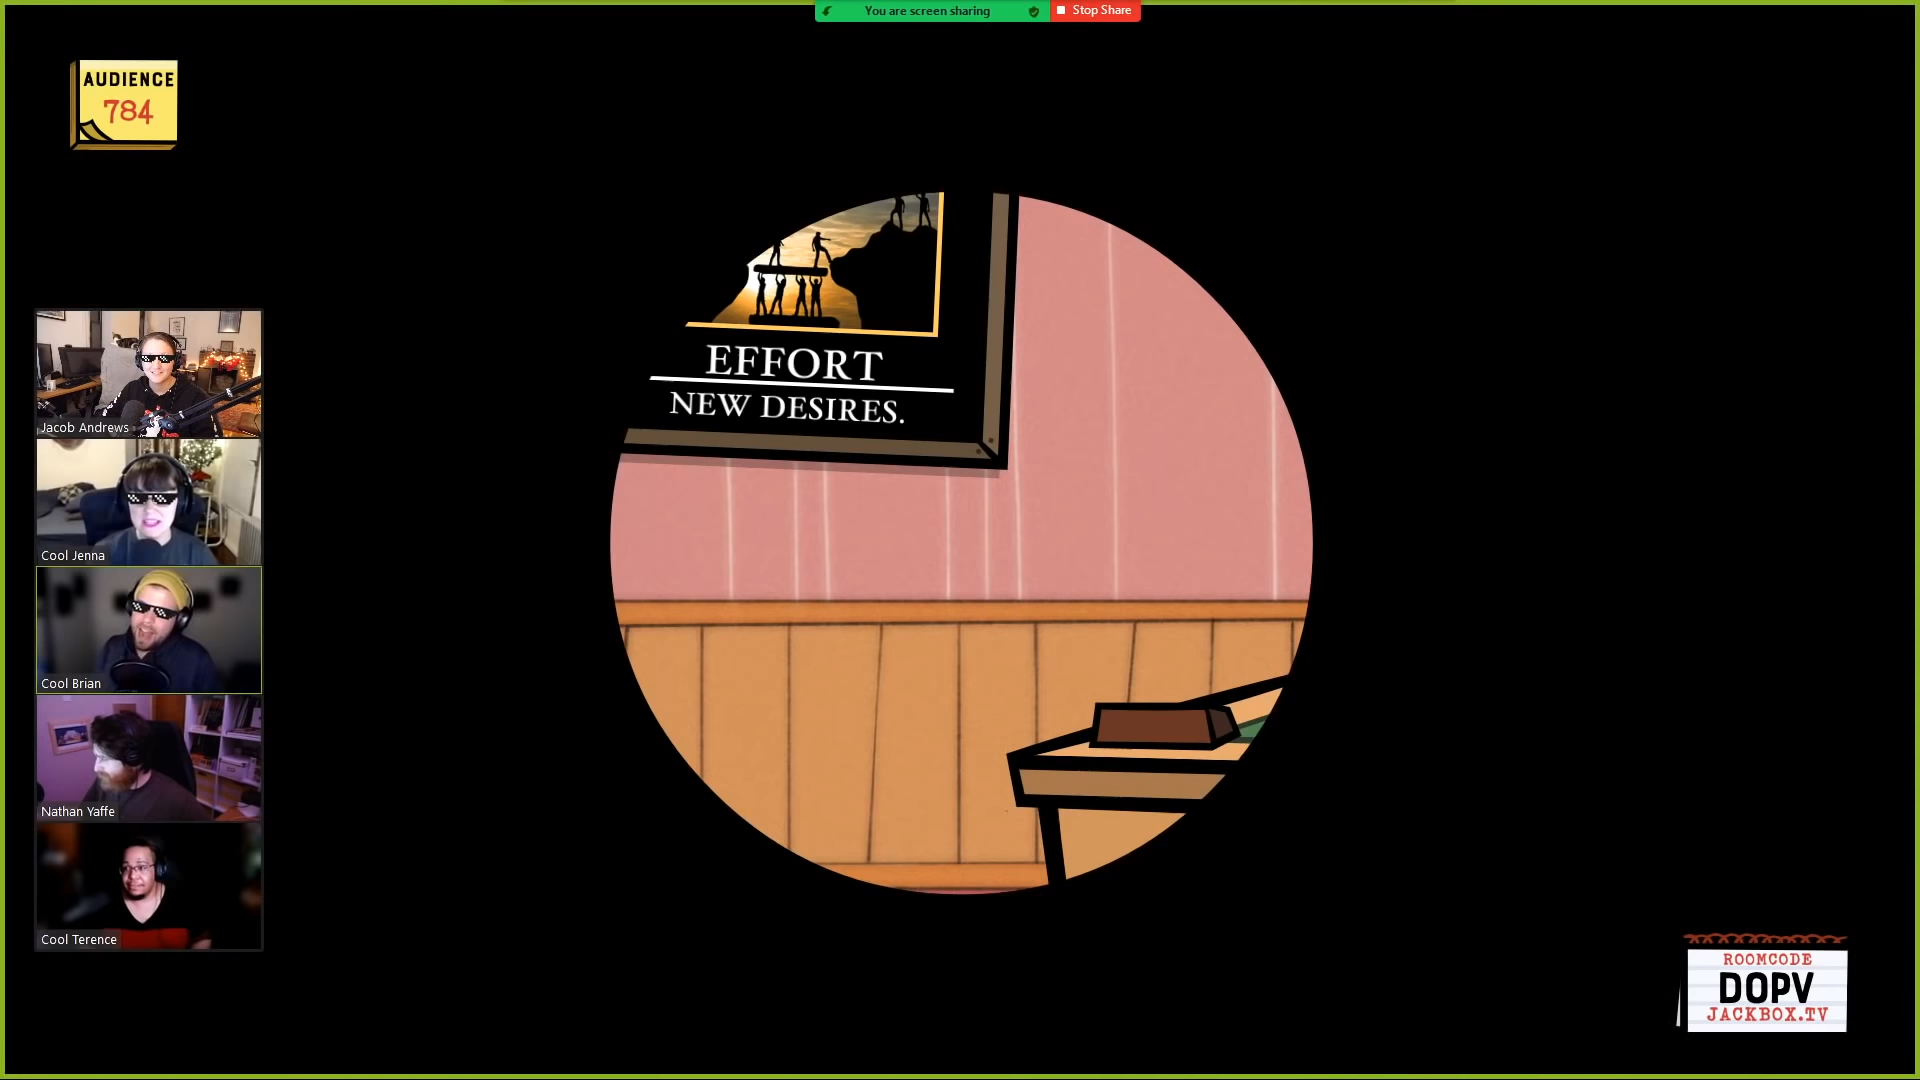 You are screen sharing
Stop Share
AUDIENCE
784
EFFORT
NEW DESIRES.
Jacob Andrews
Cool Jenna
Cool Brian
Nathan Yaffe
Cool Terence
ROOMCODE
DOPV
JACKBOX.TV